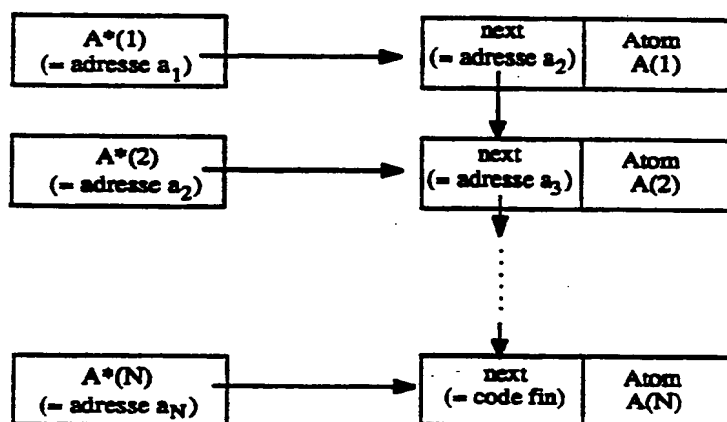 A*(1)
(= adresse a1)
next
(= adresse a2)
Atom
A(1)
A*(2)
(= adresse a2)
next
(= adresse a3)
Atom
A(2)
A*(N)
(= adresse aN)
next
(= code fin)
Atom
A(N)